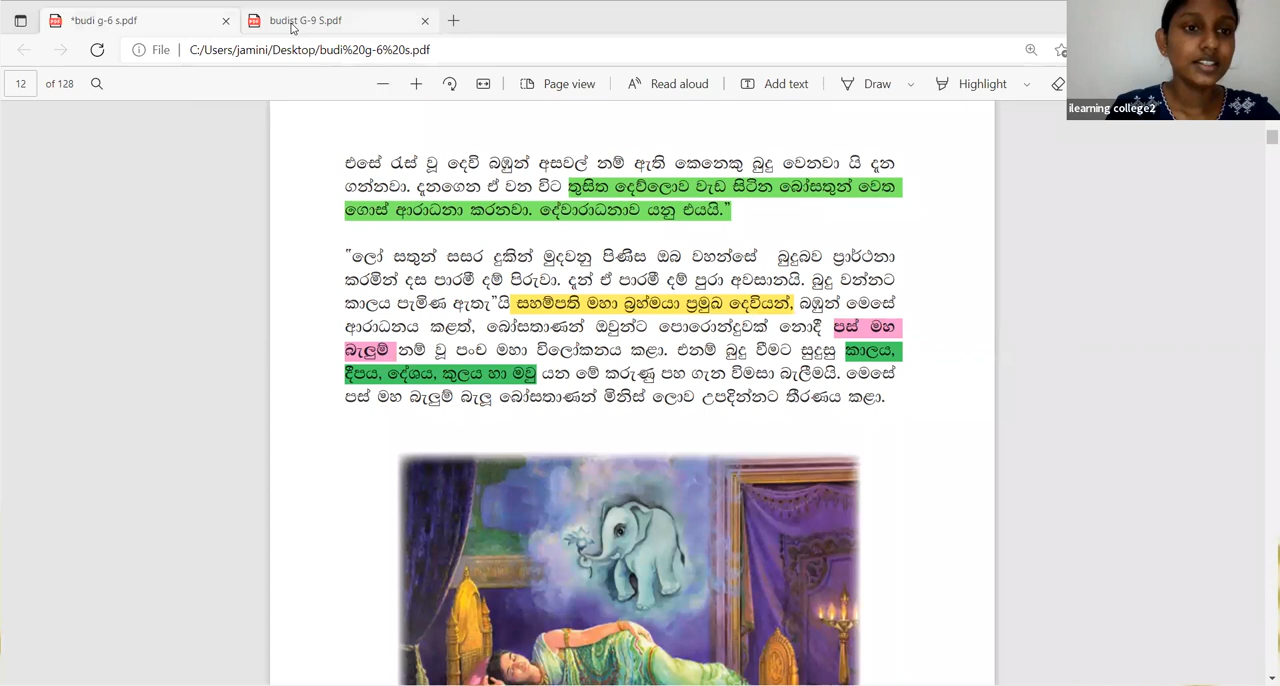 *budi g-6 s.pdf
budist G-9 S.pdf
File C:/Users/jamini/Desktop/budi%20g-6%20s.pdf
12 of 128 Page view Read aloud Add text Draw Highlight
ilearning college2
එසේ රැස් වූ දෙවි බඹුන් අසවල් නම් ඇති කෙනෙකු බුදු වෙනවා යි දැන
ගන්නවා. දැනගෙන ඒ වන විට තුසිත දෙව්ලොව වැඩ සිටින බෝසතුන් වෙත
ගොස් ආරාධනා කරනවා. දේවාරාධනාව යනු එයයි.”
“ලෝ සතුන් සසර දුකින් මුදවනු පිණිස ඔබ වහන්සේ බුදුබව ප්‍රාර්ථනා
කරමින් දස පාරමී දම් පිරුවා. දැන් ඒ පාරමී දම් පුරා අවසානයි. බුදු වන්නට
කාලය පැමිණ ඇතැ”යි සහම්පති මහා බ්‍රහ්මයා ප්‍රමුඛ දෙවියන්, බඹුන් මෙසේ
ආරාධනය කළත්, බෝසතාණන් ඔවුන්ට පොරොන්දුවක් නොදී පස් මහ
බැලුම් නම් වූ පංච මහා විලෝකනය කළා. එනම් බුදු වීමට සුදුසු කාලය,
දීපය, දේශය, කුලය හා මවු යන මේ කරුණු පහ ගැන විමසා බැලීමයි. මෙසේ
පස් මහ බැලුම් බැලූ බෝසතාණන් මිනිස් ලොව උපදින්නට තීරණය කළා.